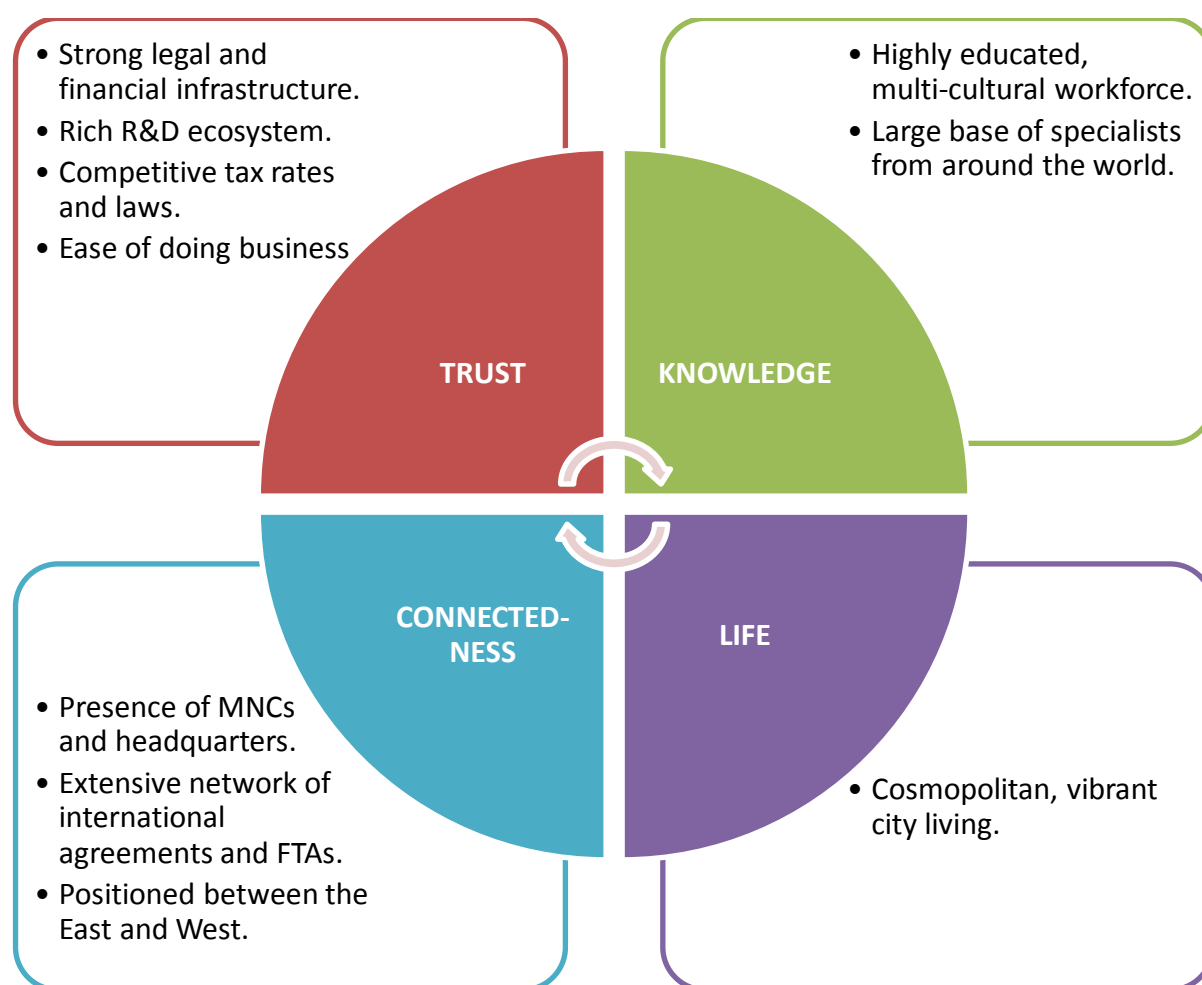 • Strong legal and
financial infrastructure.
• Rich R&D ecosystem.
• Competitive tax rates
and laws.
• Ease of doing business
• Highly educated,
multi-cultural workforce.
• Large base of specialists
from around the world.
TRUST
KNOWLEDGE
CONNECTED-
NESS
LIFE
• Presence of MNCs
and headquarters.
• Extensive network of
international
agreements and FTAs.
• Positioned between the
East and West.
• Cosmopolitan, vibrant
city living.